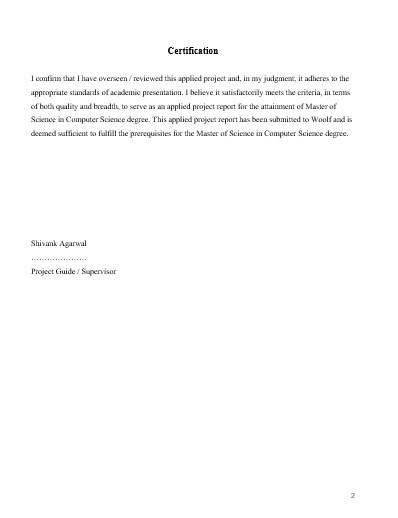 Certification
I confirm that I have overseen / reviewed this applied project and, in my judgment, it adheres to the
appropriate standards of academic presentation. I believe it satisfactorily meets the criteria, in terms
of both quality and breadth, to serve as an applied project report for the attainment of Master of
Science in Computer Science degree. This applied project report has been submitted to Woolf and is
deemed sufficient to fulfill the prerequisites for the Master of Science in Computer Science degree.
Shivank Agarwal
…………………
Project Guide / Supervisor
2